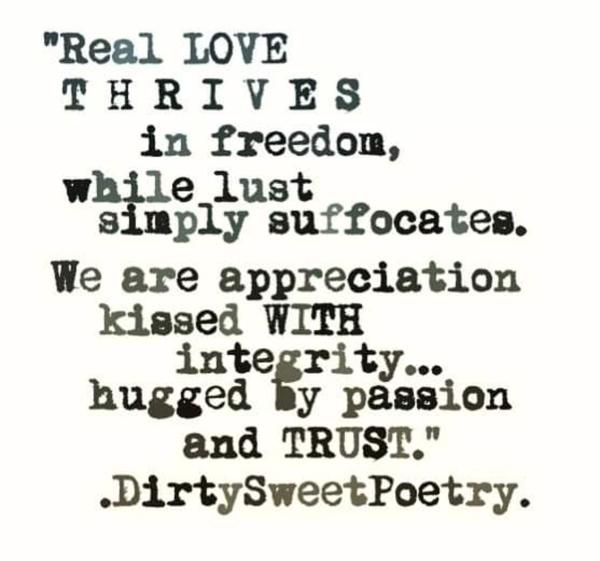 "Real LOVE
T H R I V E S
in freedom,
while lust
simply suffocates.
We are appreciation
kissed WITH
integrity...
hugged by passion
and TRUST."
.DirtySweetPoetry.